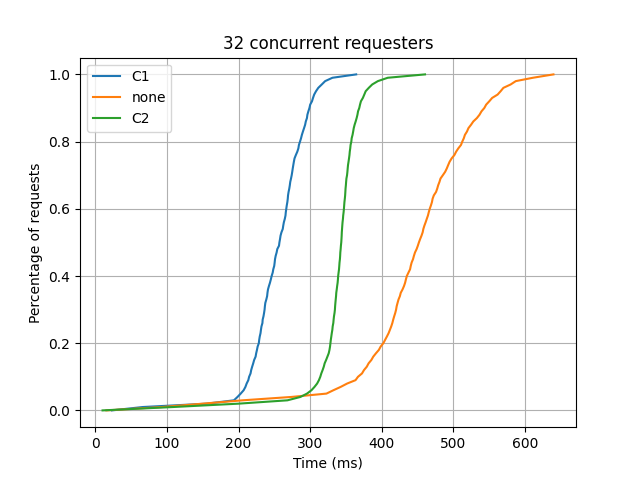 32 concurrent requesters
C1
none
C2
Percentage of requests
1.0
0.8
0.6
0.4
0.2
0.0
0 100 200 300 400 500 600
Time (ms)